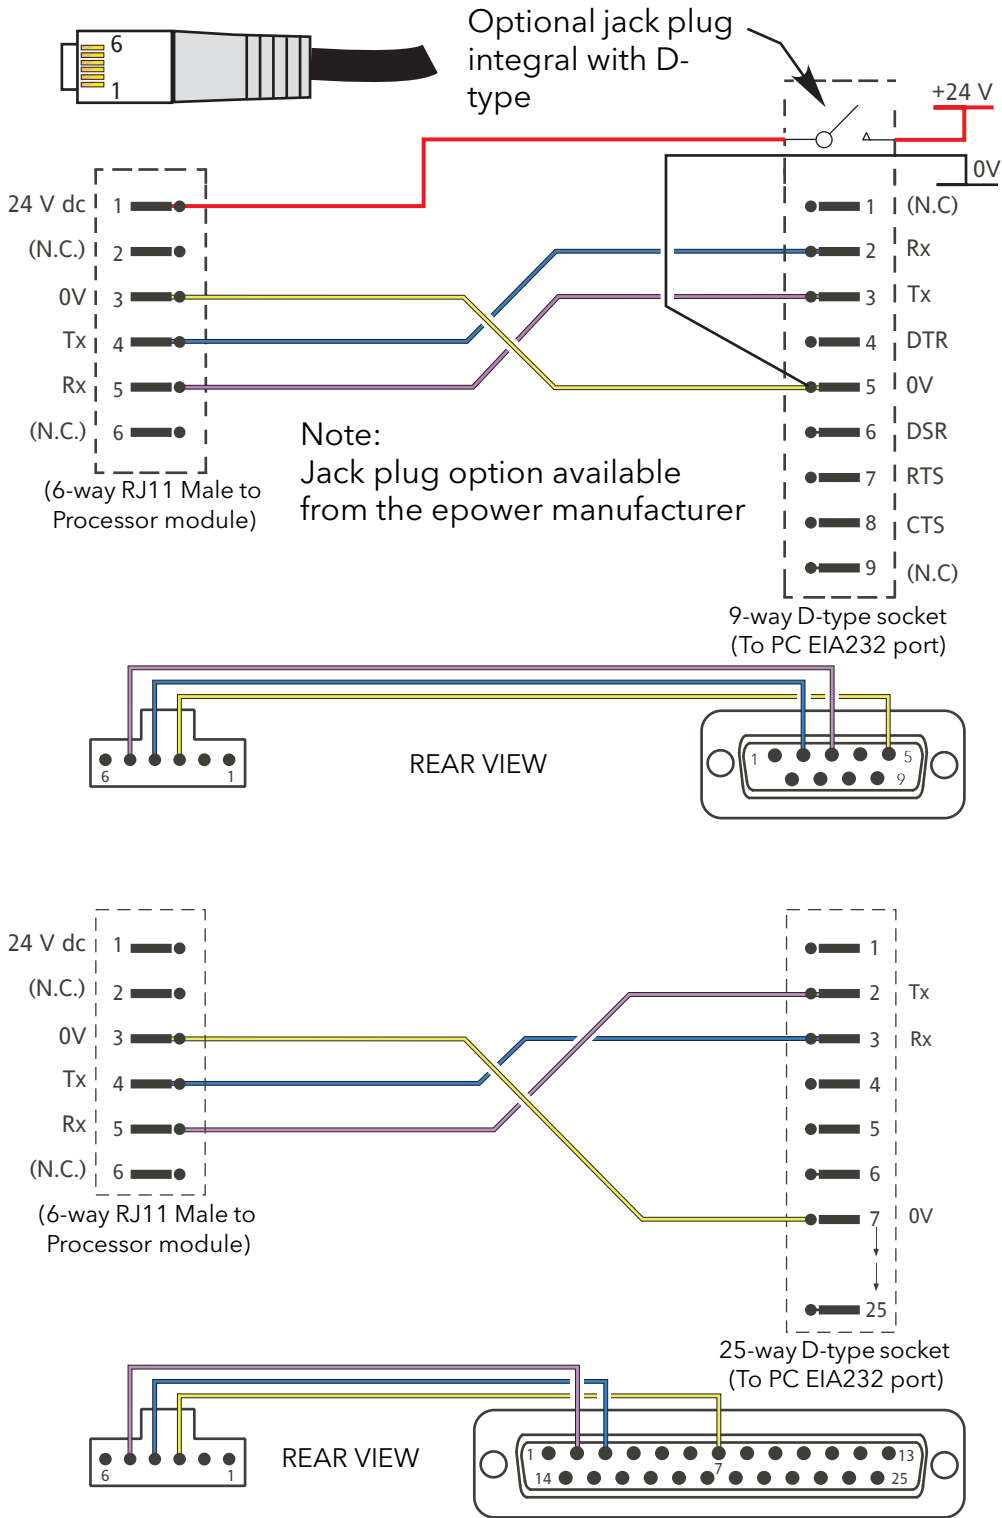 6
1
Optional jack plug
integral with D-
type
+24 V
0V
24 V dc 1
(N.C.) 2
0V 3
Tx 4
Rx 5
(N.C.) 6
(6-way RJ11 Male to
Processor module)
1 (N.C)
2 Rx
3 Tx
4 DTR
5 0V
6 DSR
7 RTS
8 CTS
9 (N.C)
9-way D-type socket
(To PC EIA232 port)
Note:
Jack plug option available
from the epower manufacturer
6 1
REAR VIEW
1 5
9
24 V dc 1
(N.C.) 2
0V 3
Tx 4
Rx 5
(N.C.) 6
(6-way RJ11 Male to
Processor module)
1
2 Tx
3 Rx
4
5
6
7 0V
25
25-way D-type socket
(To PC EIA232 port)
6 1
REAR VIEW
1 13
7
14 25